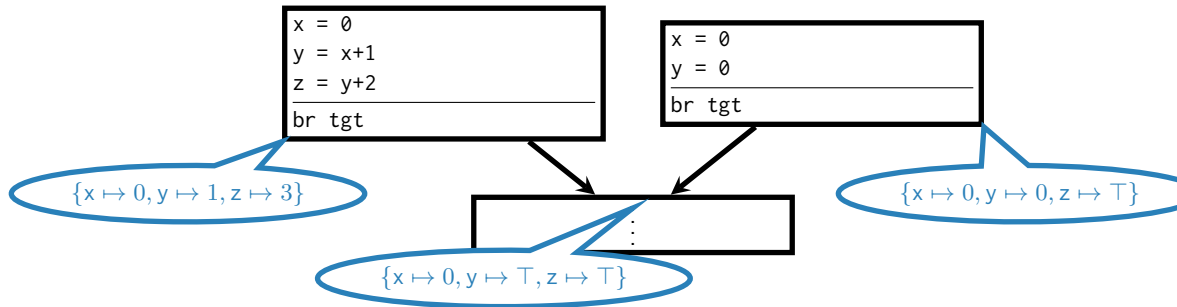 x = 0
y = x+1
z = y+2
br tgt
x = 0
y = 0
br tgt
{x ↦ 0, y ↦ 1, z ↦ 3}
{x ↦ 0, y ↦ 0, z ↦ ⊤}
⋮
{x ↦ 0, y ↦ ⊤, z ↦ ⊤}